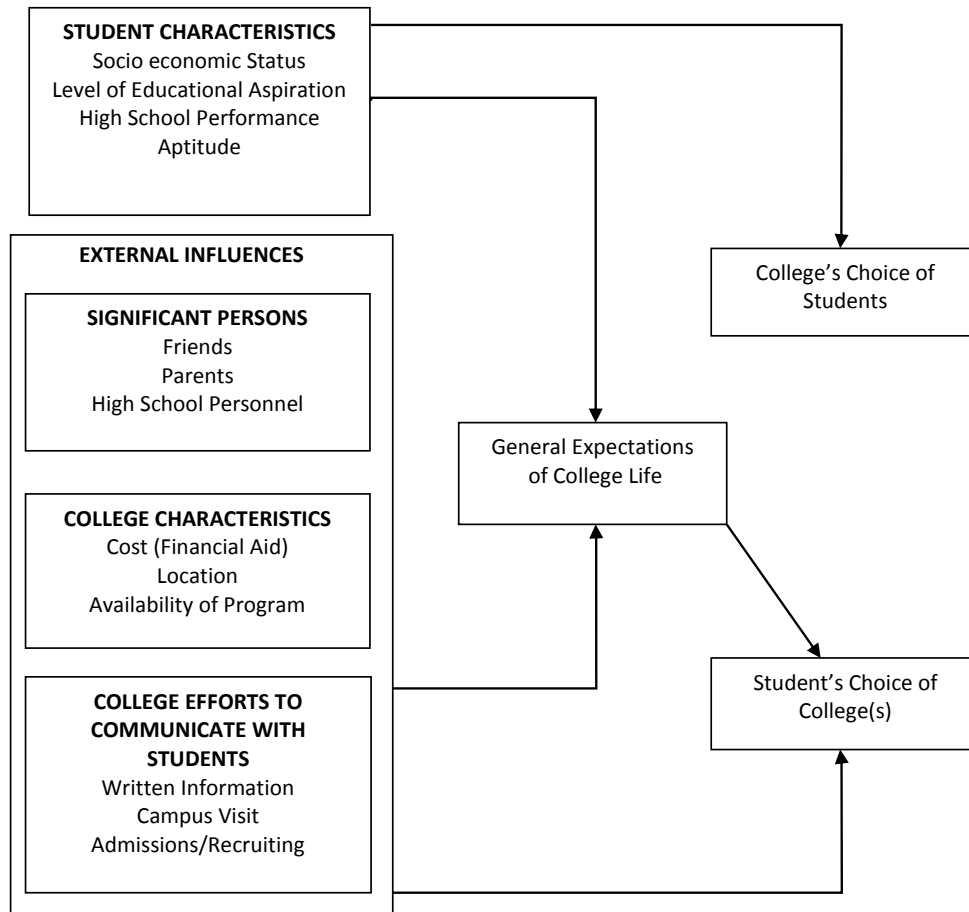 STUDENT CHARACTERISTICS
Socio economic Status
Level of Educational Aspiration
High School Performance
Aptitude
EXTERNAL INFLUENCES
SIGNIFICANT PERSONS
Friends
Parents
High School Personnel
COLLEGE CHARACTERISTICS
Cost (Financial Aid)
Location
Availability of Program
COLLEGE EFFORTS TO
COMMUNICATE WITH
STUDENTS
Written Information
Campus Visit
Admissions/Recruiting
General Expectations
of College Life
College’s Choice of
Students
Student’s Choice of
College(s)